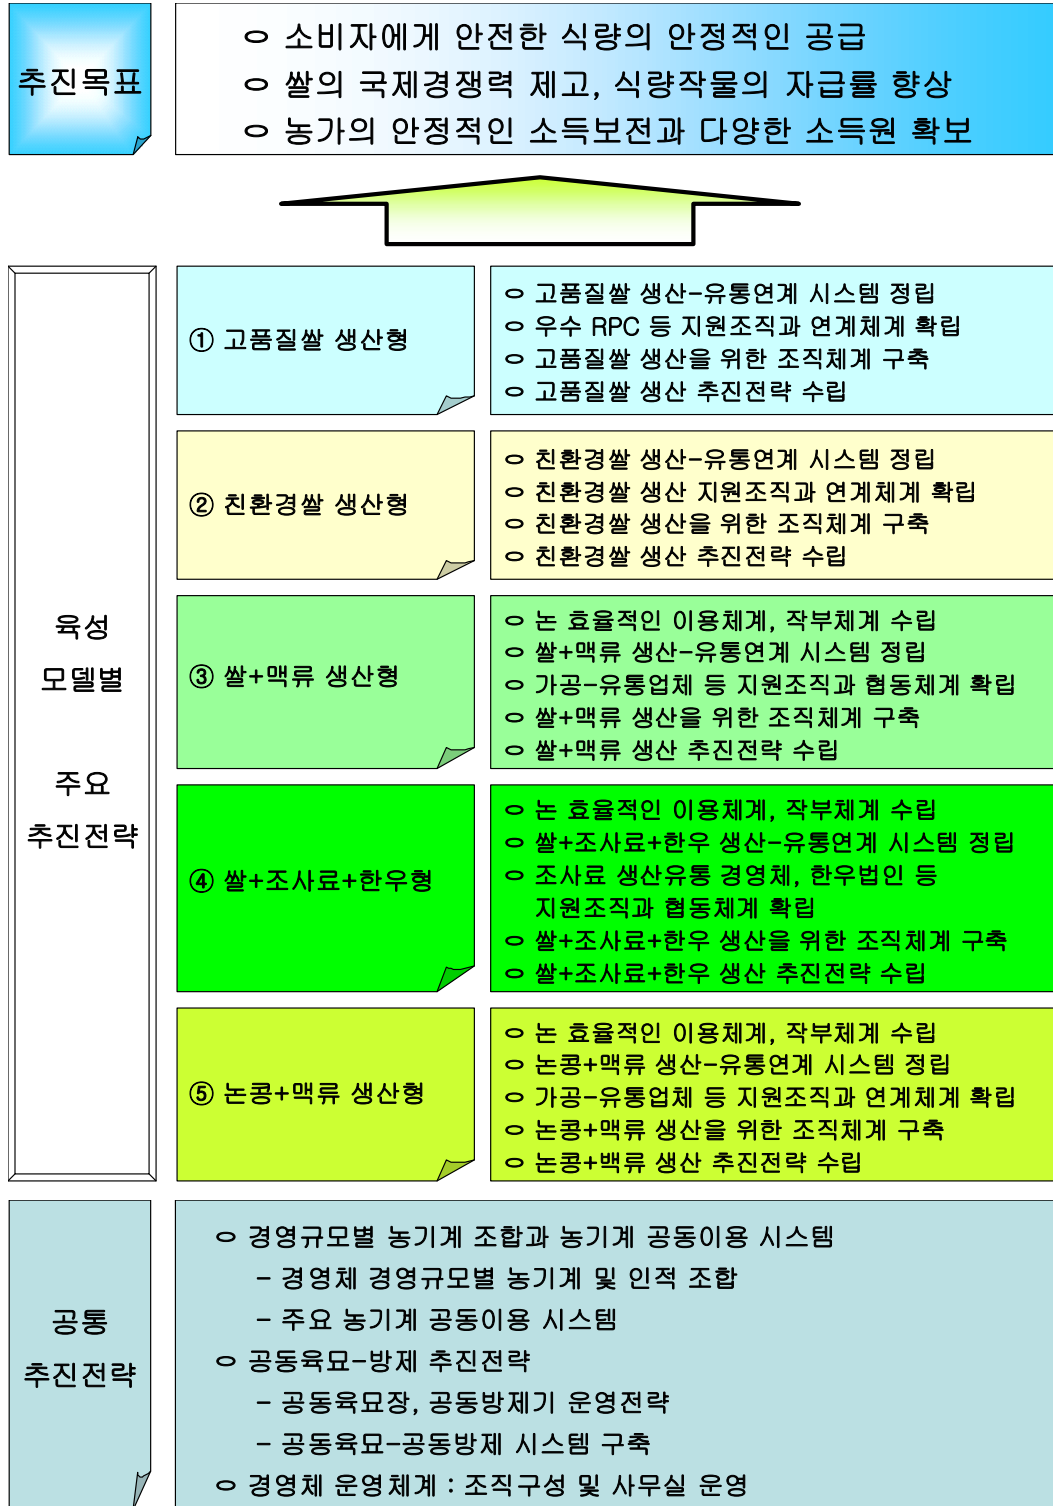 추진목표
ㅇ 소비자에게 안전한 식량의 안정적인 공급
ㅇ 쌀의 국제경쟁력 제고, 식량작물의 자급률 향상
ㅇ 농가의 안정적인 소득보전과 다양한 소득원 확보
육성
모델별
주요
추진전략
① 고품질쌀 생산형
ㅇ 고품질쌀 생산-유통연계 시스템 정립
ㅇ 우수 RPC 등 지원조직과 연계체계 확립
ㅇ 고품질쌀 생산을 위한 조직체계 구축
ㅇ 고품질쌀 생산 추진전략 수립
② 친환경쌀 생산형
ㅇ 친환경쌀 생산-유통연계 시스템 정립
ㅇ 친환경쌀 생산 지원조직과 연계체계 확립
ㅇ 친환경쌀 생산을 위한 조직체계 구축
ㅇ 친환경쌀 생산 추진전략 수립
③ 쌀+맥류 생산형
ㅇ 논 효율적인 이용체계, 작부체계 수립
ㅇ 쌀+맥류 생산-유통연계 시스템 정립
ㅇ 가공-유통업체 등 지원조직과 협동체계 확립
ㅇ 쌀+맥류 생산을 위한 조직체계 구축
ㅇ 쌀+맥류 생산 추진전략 수립
④ 쌀+조사료+한우형
ㅇ 논 효율적인 이용체계, 작부체계 수립
ㅇ 쌀+조사료+한우 생산-유통연계 시스템 정립
ㅇ 조사료 생산유통 경영체, 한우법인 등
지원조직과 협동체계 확립
ㅇ 쌀+조사료+한우 생산을 위한 조직체계 구축
ㅇ 쌀+조사료+한우 생산 추진전략 수립
⑤ 논콩+맥류 생산형
ㅇ 논 효율적인 이용체계, 작부체계 수립
ㅇ 논콩+맥류 생산-유통연계 시스템 정립
ㅇ 가공-유통업체 등 지원조직과 연계체계 확립
ㅇ 논콩+맥류 생산을 위한 조직체계 구축
ㅇ 논콩+백류 생산 추진전략 수립
공통
추진전략
ㅇ 경영규모별 농기계 조합과 농기계 공동이용 시스템
- 경영체 경영규모별 농기계 및 인적 조합
- 주요 농기계 공동이용 시스템
ㅇ 공동육묘-방제 추진전략
- 공동육묘장, 공동방제기 운영전략
- 공동육묘-공동방제 시스템 구축
ㅇ 경영체 운영체계 : 조직구성 및 사무실 운영